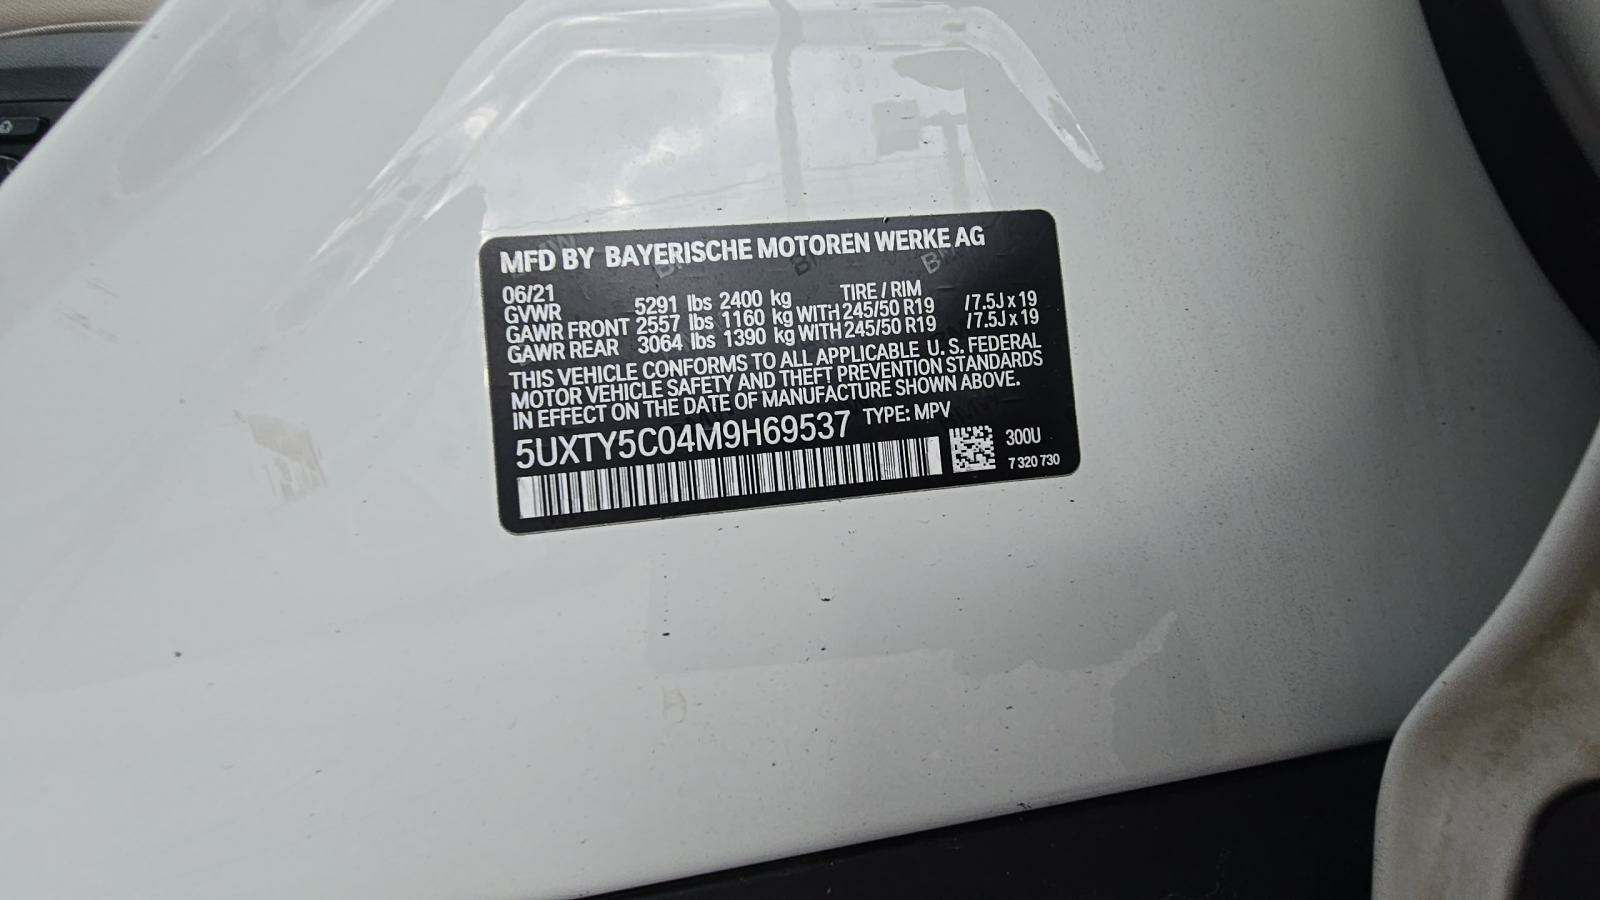 MFD BY BAYERISCHE MOTOREN WERKE AG
06/21 TIRE / RIM
GVWR 5291 lbs 2400 kg
GAWR FRONT 2557 lbs 1160 kg WITH 245/50 R19 / 7.5J x 19
GAWR REAR 3064 lbs 1390 kg WITH 245/50 R19 / 7.5J x 19
THIS VEHICLE CONFORMS TO ALL APPLICABLE U.S. FEDERAL
MOTOR VEHICLE SAFETY AND THEFT PREVENTION STANDARDS
IN EFFECT ON THE DATE OF MANUFACTURE SHOWN ABOVE.
5UXTY5C04M9H69537 TYPE: MPV
300U
7 320 730